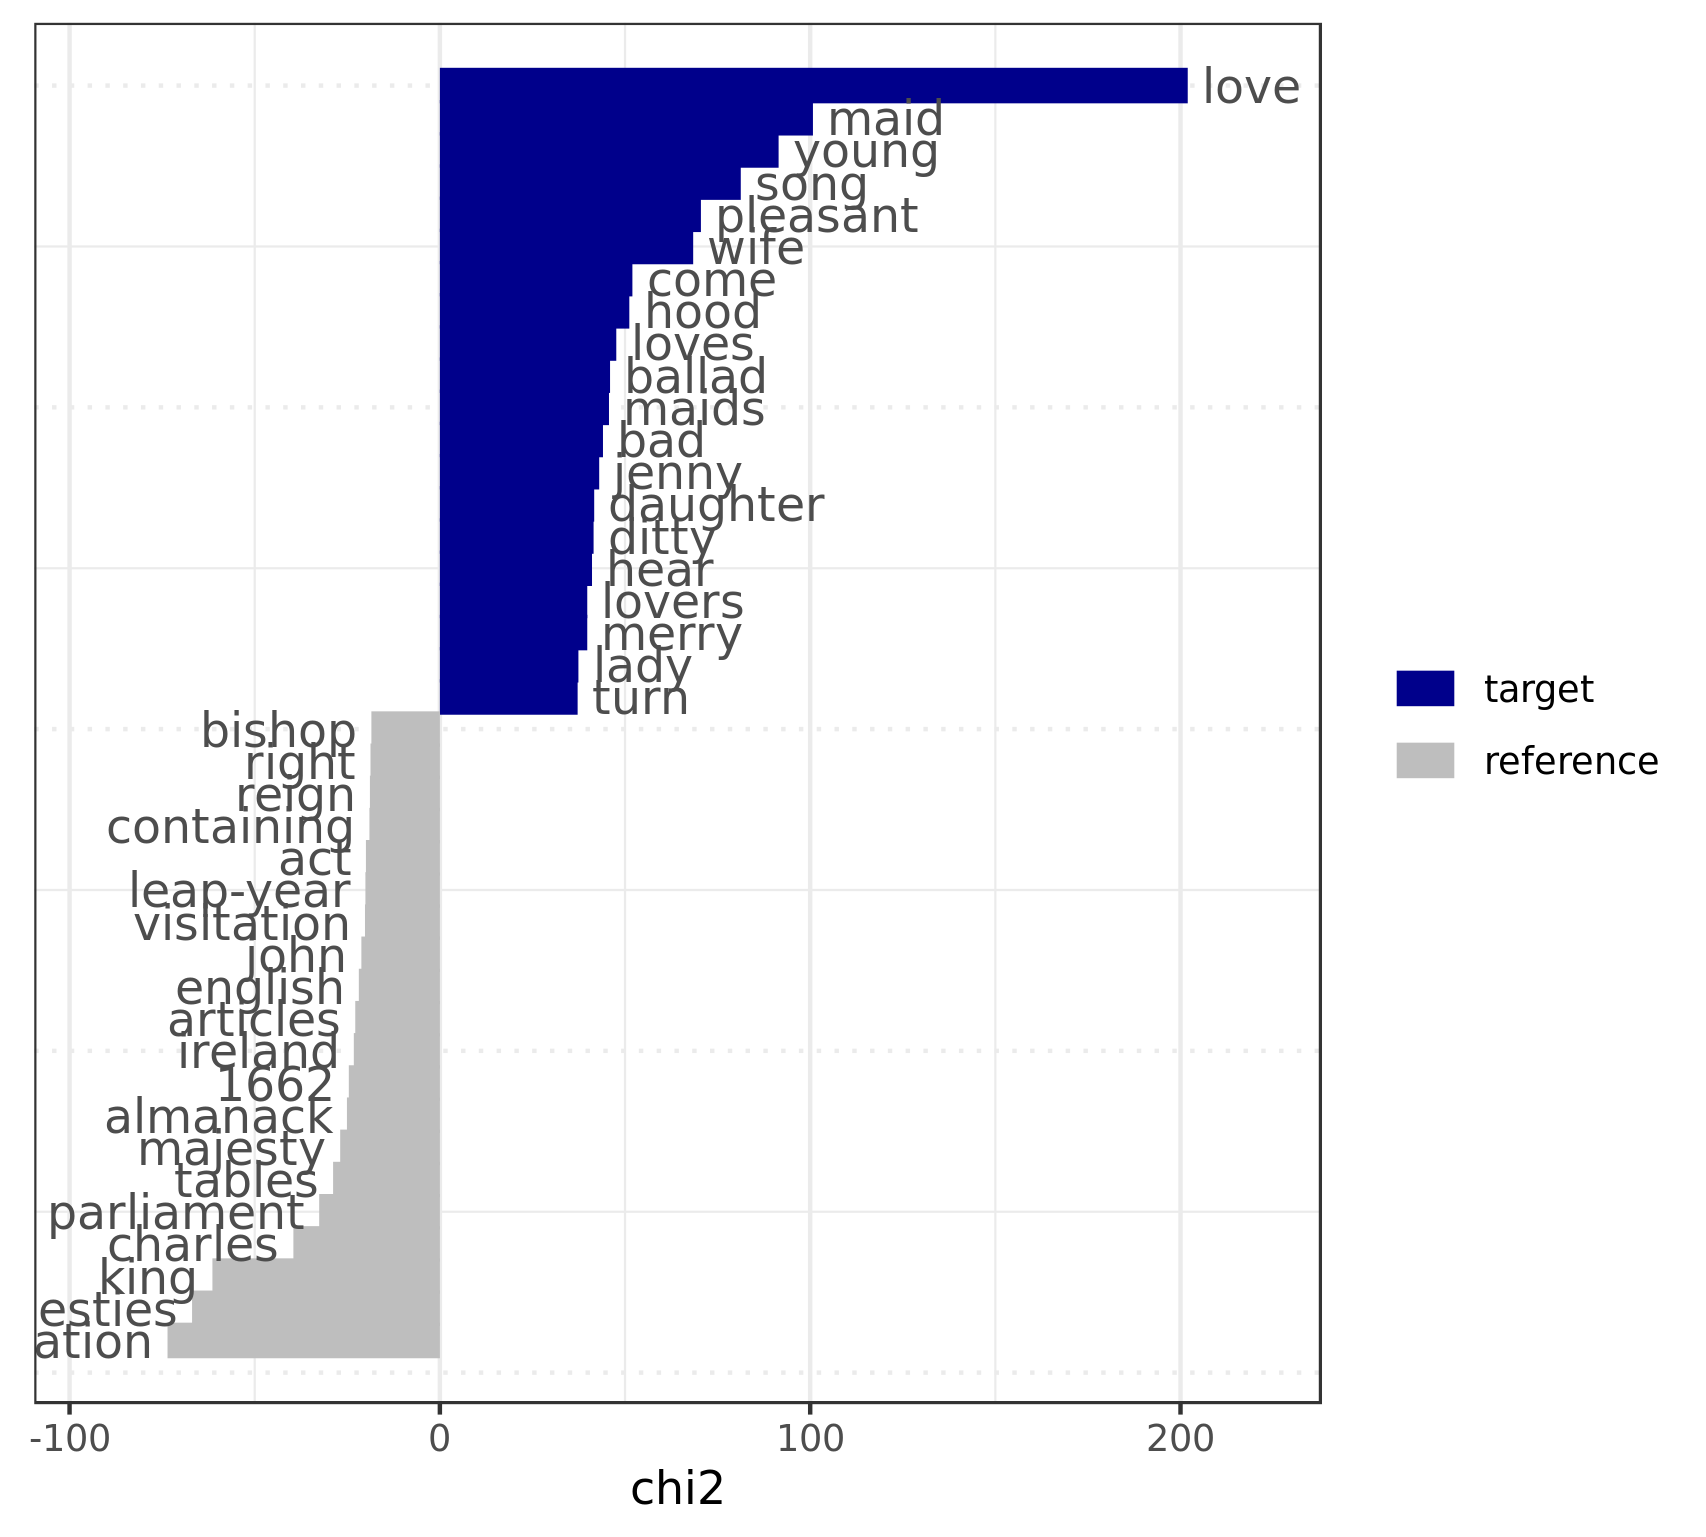 love
maid
young
song
pleasant
wife
come
hood
loves
ballad
maids
bad
jenny
daughter
ditty
hear
lovers
merry
lady
turn
bishop
right
reign
containing
act
leap-year
visitation
john
english
articles
ireland
1662
almanack
majesty
tables
parliament
charles
king
esties
ation
-100 0 100 200
chi2
target
reference